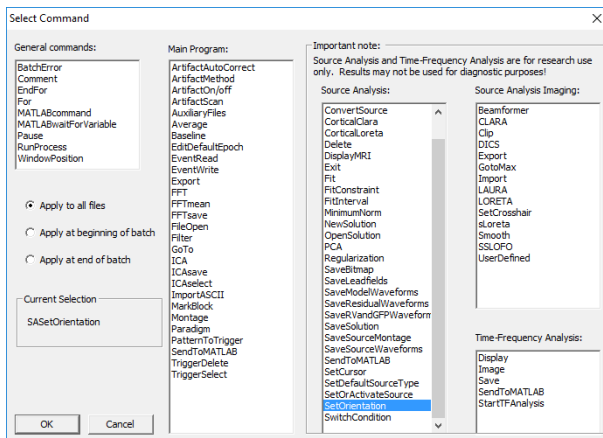 Select Command
General commands:
BatchError
Comment
EndFor
For
MATLABcommand
MATLABwaitForVariable
Pause
RunProcess
WindowPosition
Apply to all files
Apply at beginning of batch
Apply at end of batch
Current Selection
SASetOrientation
OK
Cancel
Main Program:
ArtifactAutoCorrect
ArtifactMethod
ArtifactOn/off
ArtifactScan
AuxiliaryFiles
Average
Baseline
EditDefaultEpoch
EventRead
EventWrite
Export
FFT
FFTmean
FFTsave
FileOpen
Filter
GoTo
ICA
ICAsave
ICAselect
ImportASCII
MarkBlock
Montage
Paradigm
PatternToTrigger
SendToMATLAB
TriggerDelete
TriggerSelect
Important note:
Source Analysis and Time-Frequency Analysis are for research use
only. Results may not be used for diagnostic purposes!
Source Analysis:
ConvertSource
CorticalClara
CorticalLoreta
Delete
DisplayMRI
Exit
Fit
FitConstraint
FitInterval
MinimumNorm
NewSolution
OpenSolution
PCA
Regularization
SaveBitmap
SaveLeadfields
SaveModelWaveforms
SaveResidualWaveforms
SaveRVandGFPWaveform
SaveSolution
SaveSourceMontage
SaveSourceWaveforms
SendToMATLAB
SetCursor
SetDefaultSourceType
SetOrActivateSource
SetOrientation
SwitchCondition
Source Analysis Imaging:
Beamformer
CLARA
Clip
DICS
Export
GotoMax
Import
LAURA
LORETA
SetCrosshair
sLoreta
Smooth
SSLOFO
UserDefined
Time-Frequency Analysis:
Display
Image
Save
SendToMATLAB
StartTFAnalysis